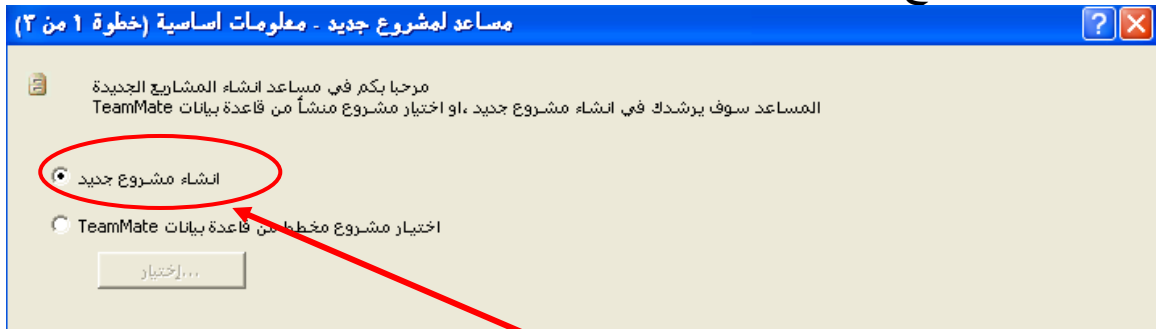 مساعد لمشروع جديد - معلومات اساسية (خطوة ١ من ٣)
مرحبا بكم في مساعد انشاء المشاريع الجديدة
المساعد سوف يرشدك في انشاء مشروع جديد ،او اختيار مشروع منشأ من قاعدة بيانات TeamMate
انشاء مشروع جديد
اختيار مشروع مخطط من قاعدة بيانات TeamMate
إختيار...